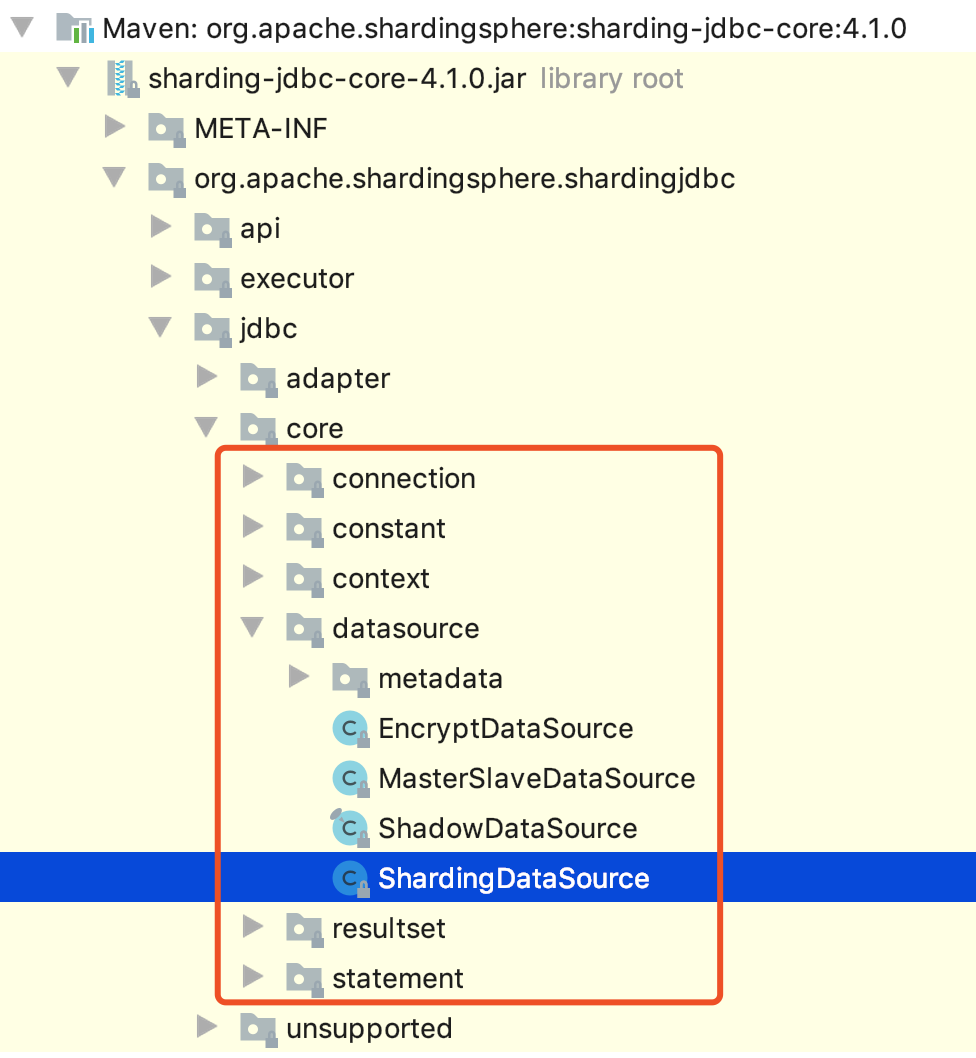 Maven: org.apache.shardingsphere:sharding-jdbc-core:4.1.0
sharding-jdbc-core-4.1.0.jar library root
META-INF
org.apache.shardingsphere.shardingjdbc
api
executor
jdbc
adapter
core
connection
constant
context
datasource
metadata
C EncryptDataSource
C MasterSlaveDataSource
C ShadowDataSource
C ShardingDataSource
resultset
statement
unsupported